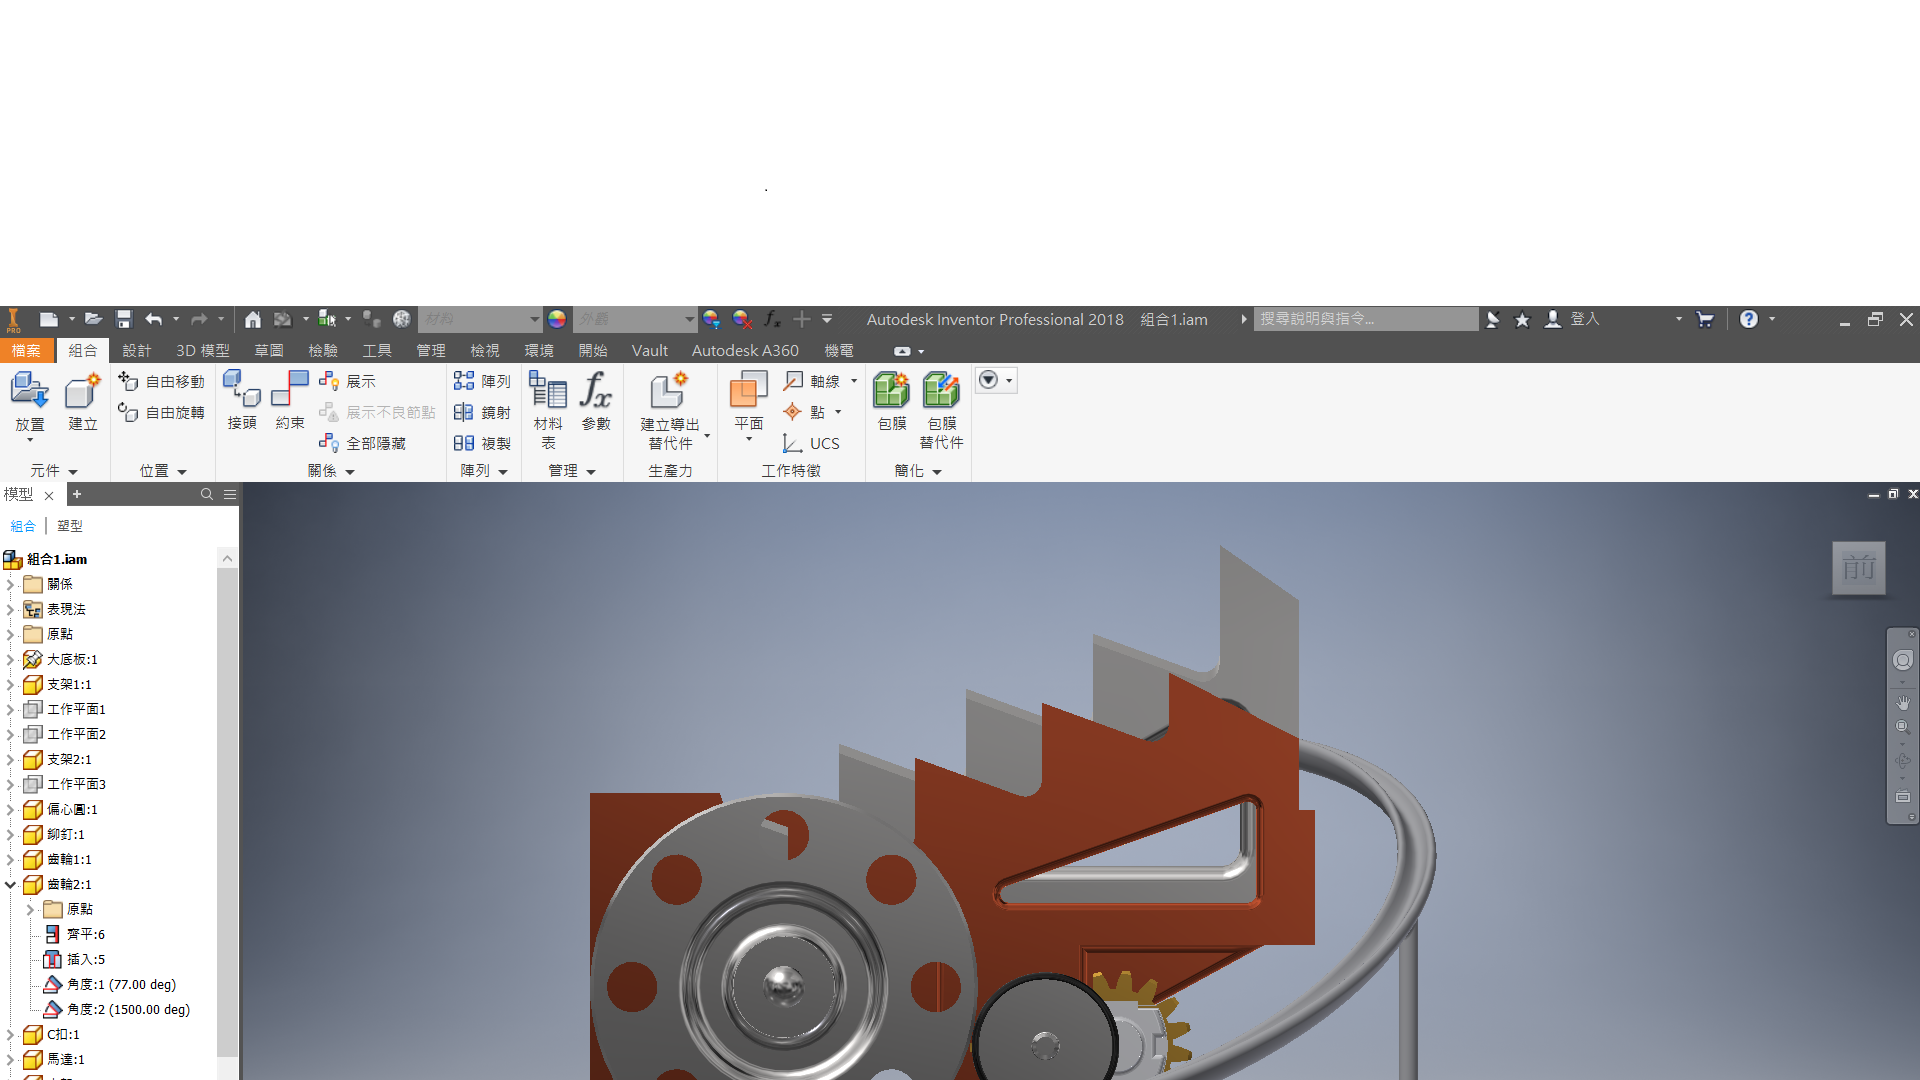 PRO
材料
外觀
Autodesk Inventor Professional 2018 組合1.iam
搜尋說明與指令...
登入
檔案 組合 設計 3D 模型 草圖 檢驗 工具 管理 檢視 環境 開始 Vault Autodesk A360 機電
放置
建立
自由移動
自由旋轉
接頭
約束
展示
展示不良節點
全部隱藏
陣列
鏡射
複製
材料
表
參數
建立導出
替代件
平面
軸線
點
UCS
包膜
包膜
替代件
元件 位置 關係 陣列 管理 生產力 工作特徵 簡化
模型
組合 塑型
組合1.iam
關係
表現法
原點
大底板:1
支架1:1
工作平面1
工作平面2
支架2:1
工作平面3
偏心圓:1
鉚釘:1
齒輪1:1
齒輪2:1
原點
齊平:6
插入:5
角度:1 (77.00 deg)
角度:2 (1500.00 deg)
C扣:1
馬達:1
前